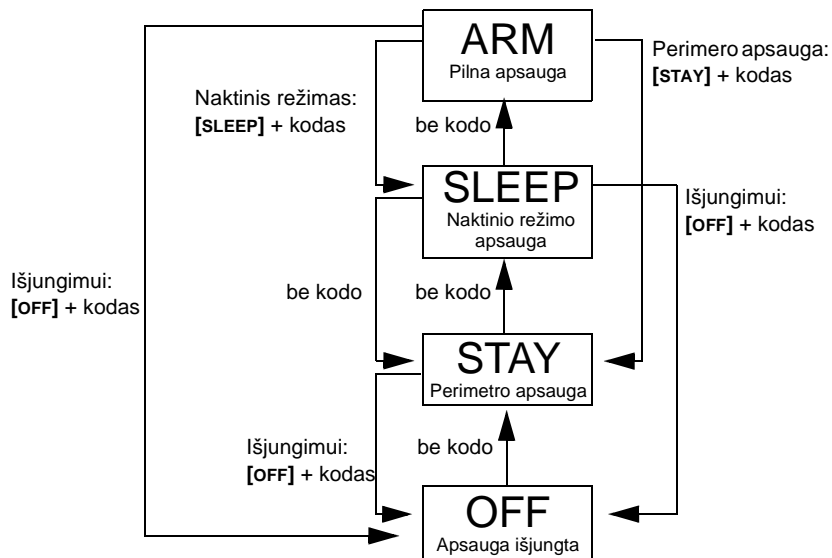 ARM
Pilna apsauga
Perimero apsauga:
[STAY] + kodas
Naktinis režimas:
[SLEEP] + kodas
be kodo
SLEEP
Naktinio režimo
apsauga
Išjungimui:
[OFF] + kodas
Išjungimui:
[OFF] + kodas
be kodo
be kodo
STAY
Perimetro apsauga
Išjungimui:
[OFF] + kodas
be kodo
OFF
Apsauga išjungta